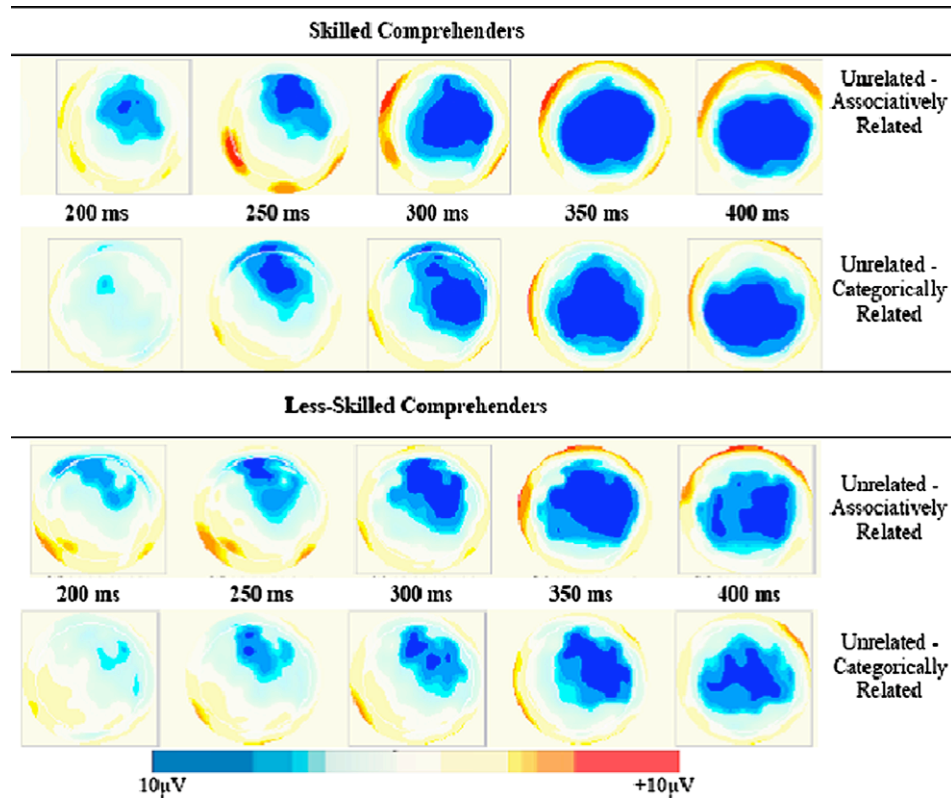 Skilled Comprehenders
Unrelated -
Associatively
Related
200 ms 250 ms 300 ms 350 ms 400 ms
Unrelated -
Categorically
Related
Less-Skilled Comprehenders
Unrelated -
Associatively
Related
200 ms 250 ms 300 ms 350 ms 400 ms
Unrelated -
Categorically
Related
10μV +10μV